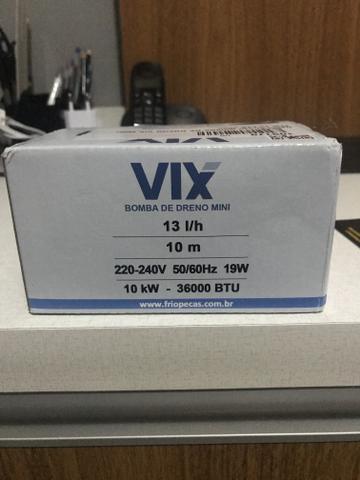 VIX
BOMBA DE DRENO MINI
13 l/h
10 m
220-240V 50/60Hz 19W
10 kW - 36000 BTU
www.friopecas.com.br